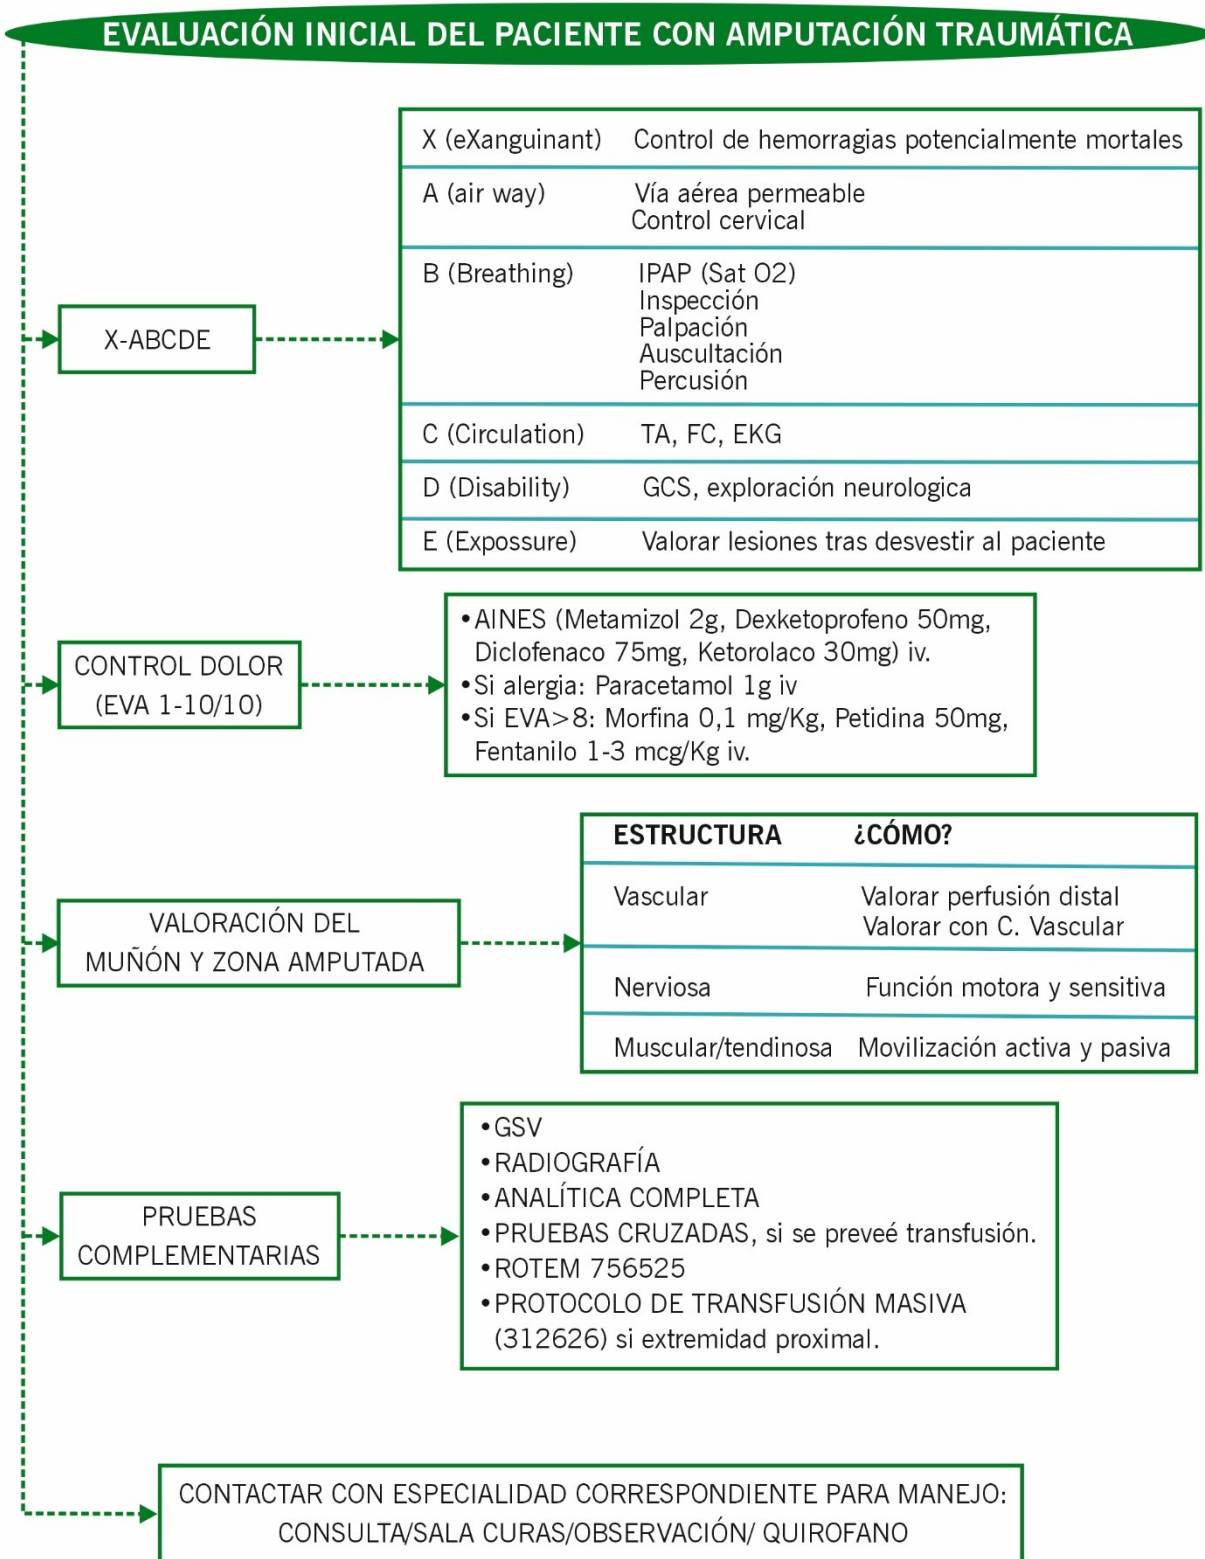 EVALUACIÓN INICIAL DEL PACIENTE CON AMPUTACIÓN TRAUMÁTICA
X-ABCDE
X (eXanguinant) Control de hemorragias potencialmente mortales
A (air way) Vía aérea permeable
Control cervical
B (Breathing) IPAP (Sat O2)
Inspección
Palpación
Auscultación
Percusión
C (Circulation) TA, FC, EKG
D (Disability) GCS, exploración neurologica
E (Expossure) Valorar lesiones tras desvestir al paciente
CONTROL DOLOR
(EVA 1-10/10)
•AINES (Metamizol 2g, Dexketoprofeno 50mg,
Diclofenaco 75mg, Ketorolaco 30mg) iv.
•Si alergia: Paracetamol 1g iv
•Si EVA>8: Morfina 0,1 mg/Kg, Petidina 50mg,
Fentanilo 1-3 mcg/Kg iv.
VALORACIÓN DEL
MUÑÓN Y ZONA AMPUTADA
ESTRUCTURA ¿CÓMO?
Vascular Valorar perfusión distal
Valorar con C. Vascular
Nerviosa Función motora y sensitiva
Muscular/tendinosa Movilización activa y pasiva
PRUEBAS
COMPLEMENTARIAS
•GSV
•RADIOGRAFÍA
•ANALÍTICA COMPLETA
•PRUEBAS CRUZADAS, si se preveé transfusión.
•ROTEM 756525
•PROTOCOLO DE TRANSFUSIÓN MASIVA
(312626) si extremidad proximal.
CONTACTAR CON ESPECIALIDAD CORRESPONDIENTE PARA MANEJO:
CONSULTA/SALA CURAS/OBSERVACIÓN/ QUIROFANO